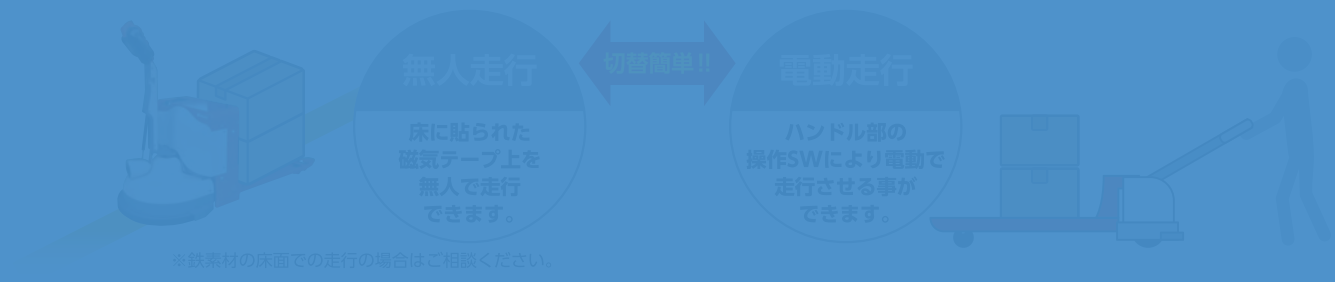 無人走行
床に貼られた
磁気テープ上を
無人で走行
できます。
切替簡単!!
電動走行
ハンドル部の
操作SWにより電動で
走行させる事が
できます。
※鉄素材の床面での走行の場合はご相談ください。